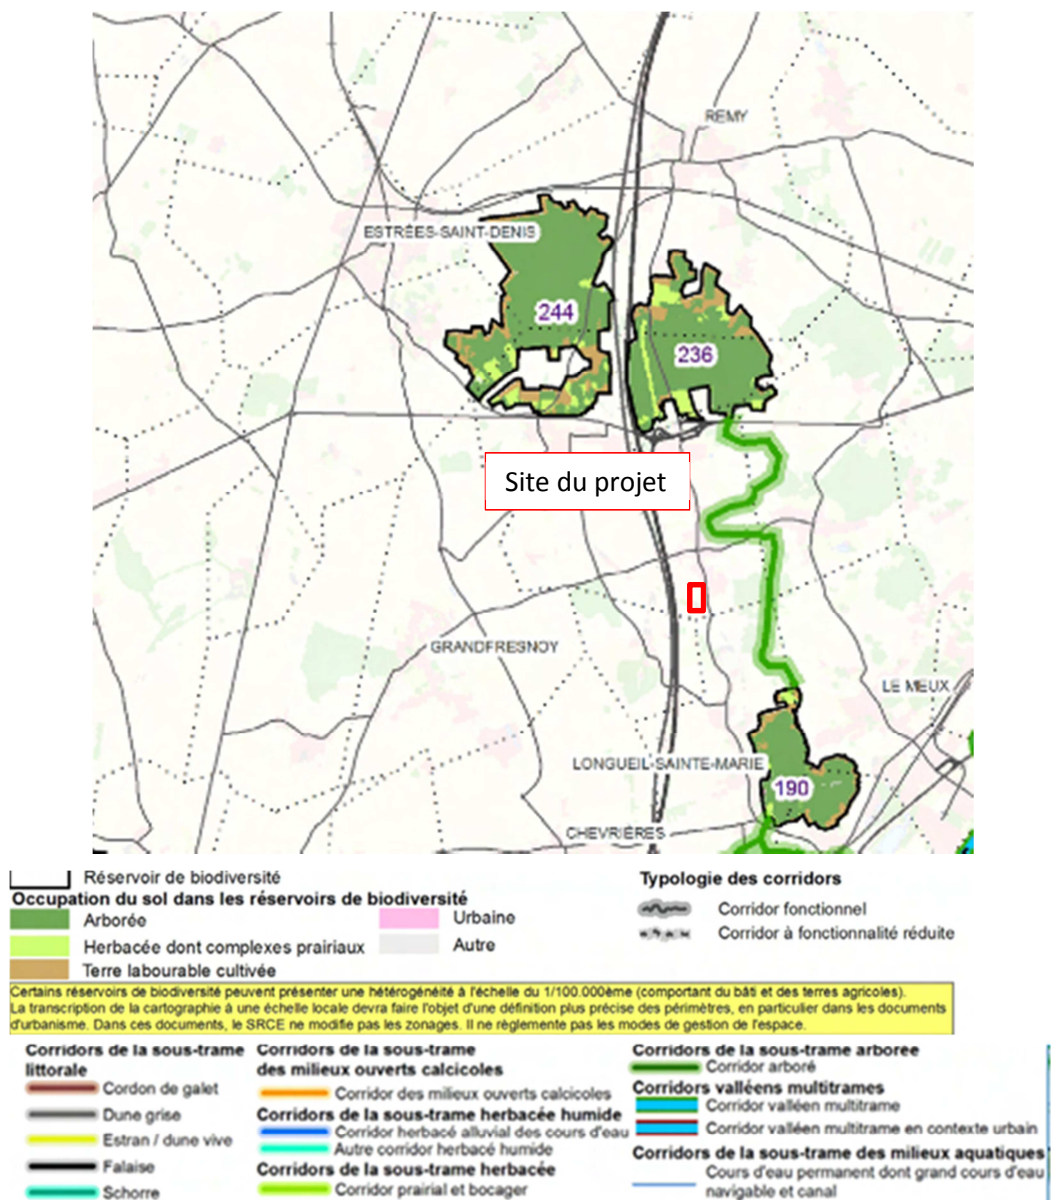 REMY
ESTRÉES-SAINT-DENIS
244
236
Site du projet
GRANDFRESNOY
LE MEUX
LONGUEIL-SAINTE-MARIE
190
CHEVRIÈRES
Réservoir de biodiversité
Occupation du sol dans les réservoirs de biodiversité
Arborée
Herbacée dont complexes prairiaux
Terre labourable cultivée
Urbaine
Autre
Typologie des corridors
Corridor fonctionnel
Corridor à fonctionnalité réduite
Certains réservoirs de biodiversité peuvent présenter une hétérogénéité à l'échelle du 1/100.000ème (comportant du bâti et des terres agricoles).
La transcription de la cartographie à une échelle locale devra faire l'objet d'une définition plus précise des périmètres, en particulier dans les documents
d'urbanisme. Dans ces documents, le SRCE ne modifie pas les zonages. Il ne règlemente pas les modes de gestion de l'espace.
Corridors de la sous-trame
littorale
Cordon de galet
Dune grise
Estran / dune vive
Falaise
Schorre
Corridors de la sous-trame
des milieux ouverts calcicoles
Corridor des milieux ouverts calcicoles
Corridors de la sous-trame herbacée humide
Corridor herbacé alluvial des cours d'eau
Autre corridor herbacé humide
Corridors de la sous-trame herbacée
Corridor prairial et bocager
Corridors de la sous-trame arborée
Corridor arboré
Corridors valléens multitrames
Corridor valléen multitrame
Corridor valléen multitrame en contexte urbain
Corridors de la sous-trame des milieux aquatiques
Cours d'eau permanent dont grand cours d'eau
navigable et canal